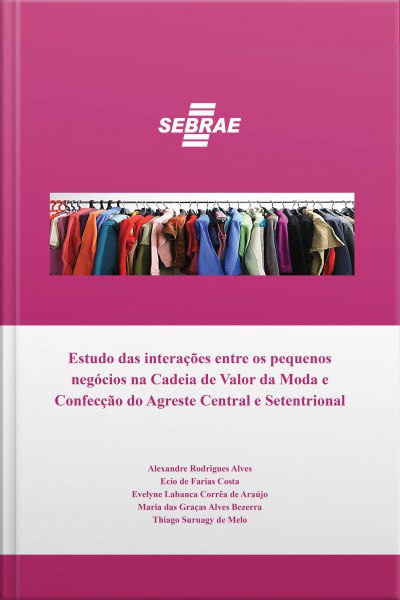 SEBRAE
Estudo das interações entre os pequenos
negócios na Cadeia de Valor da Moda e
Confecção do Agreste Central e Setentrional
Alexandre Rodrigues Alves
Ecio de Farias Costa
Evelyne Labanca Corrêa de Araújo
Maria das Graças Alves Bezerra
Thiago Suruagy de Melo